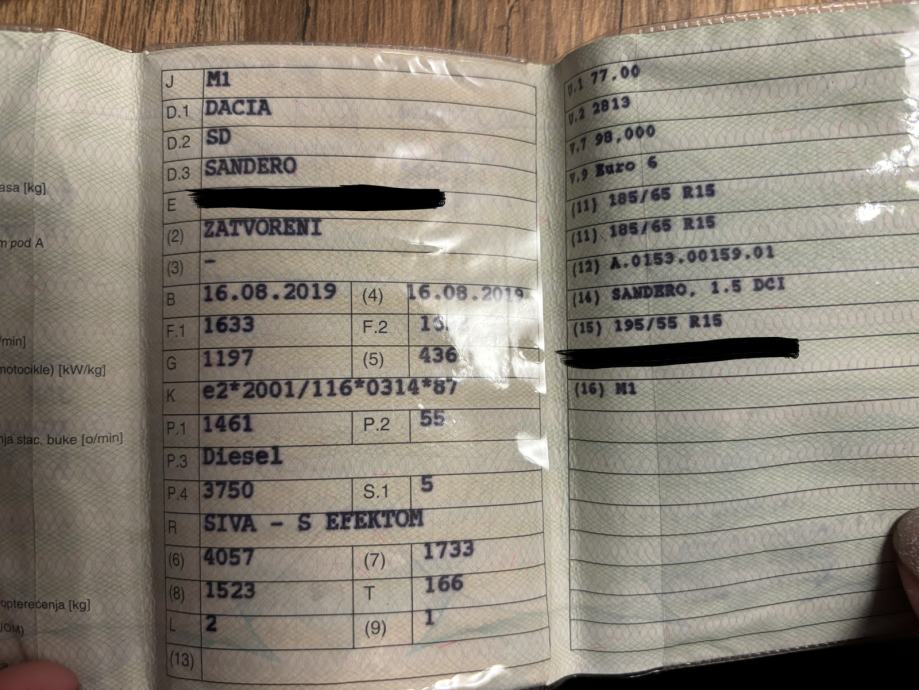 J M1
D.1 DACIA
D.2 SD
D.3 SANDERO
E
(2) ZATVORENI
(3) -
B 16.08.2019 (4) 16.08.2019
F.1 1633 F.2
G 1197 (5) 436
K e2*2001/116*0314*87
P.1 1461 P.2 55
P.3 Diesel
P.4 3750 S.1 5
R SIVA - S EFEKTOM
(6) 4057 (7) 1733
(8) 1523 T 166
L 2 (9) 1
(13)
asa [kg]
m pod A
/min]
motocikle) [kW/kg]
nja stac. buke [o/min]
opterećenja [kg]
U.1 77,00
U.2 2813
V.7 98,000
V.9 Euro 6
(11) 185/65 R15
(11) 185/65 R15
(12) A.0153.00159.01
(14) SANDERO, 1.5 DCI
(15) 195/55 R15
(16) M1